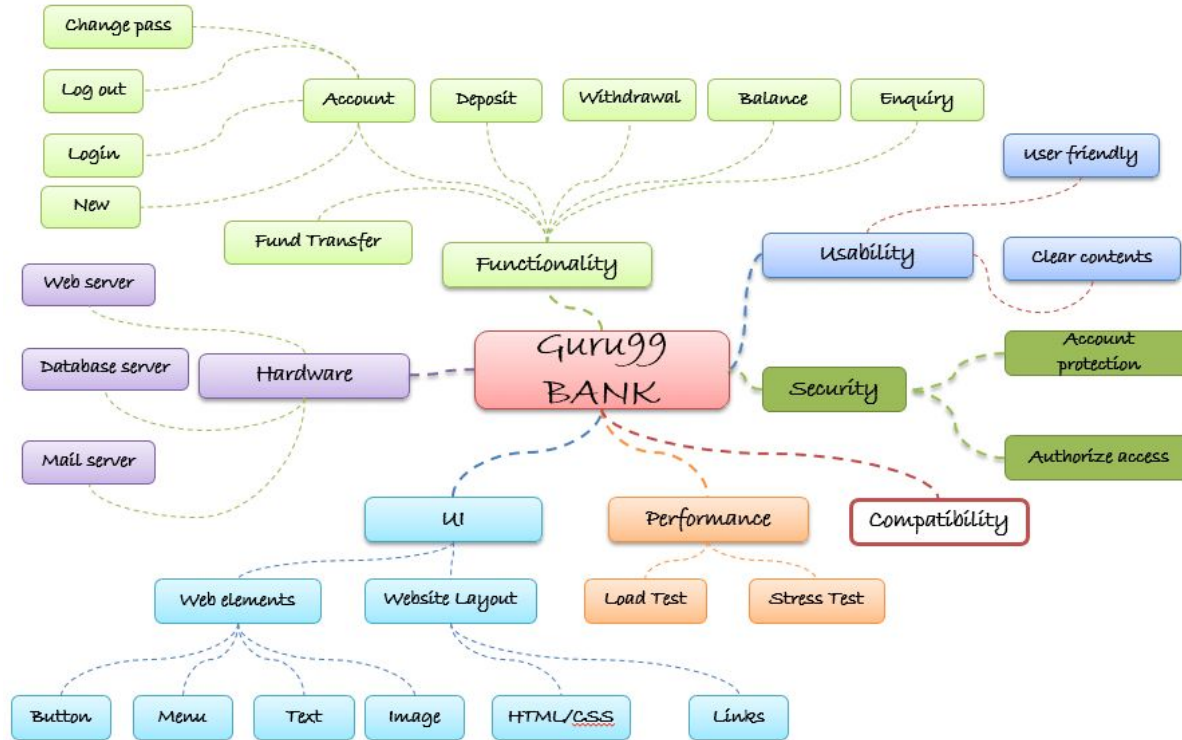 Change pass
Log out
Login
New
Account
Deposit
Withdrawal
Balance
Enquiry
Fund Transfer
Functionality
User friendly
Usability
Clear contents
Web server
Database server
Mail server
Hardware
Guru99
BANK
Security
Account
protection
Authorize access
UI
Performance
Compatibility
Web elements
Website Layout
Load Test
Stress Test
Button
Menu
Text
Image
HTML/CSS
Links